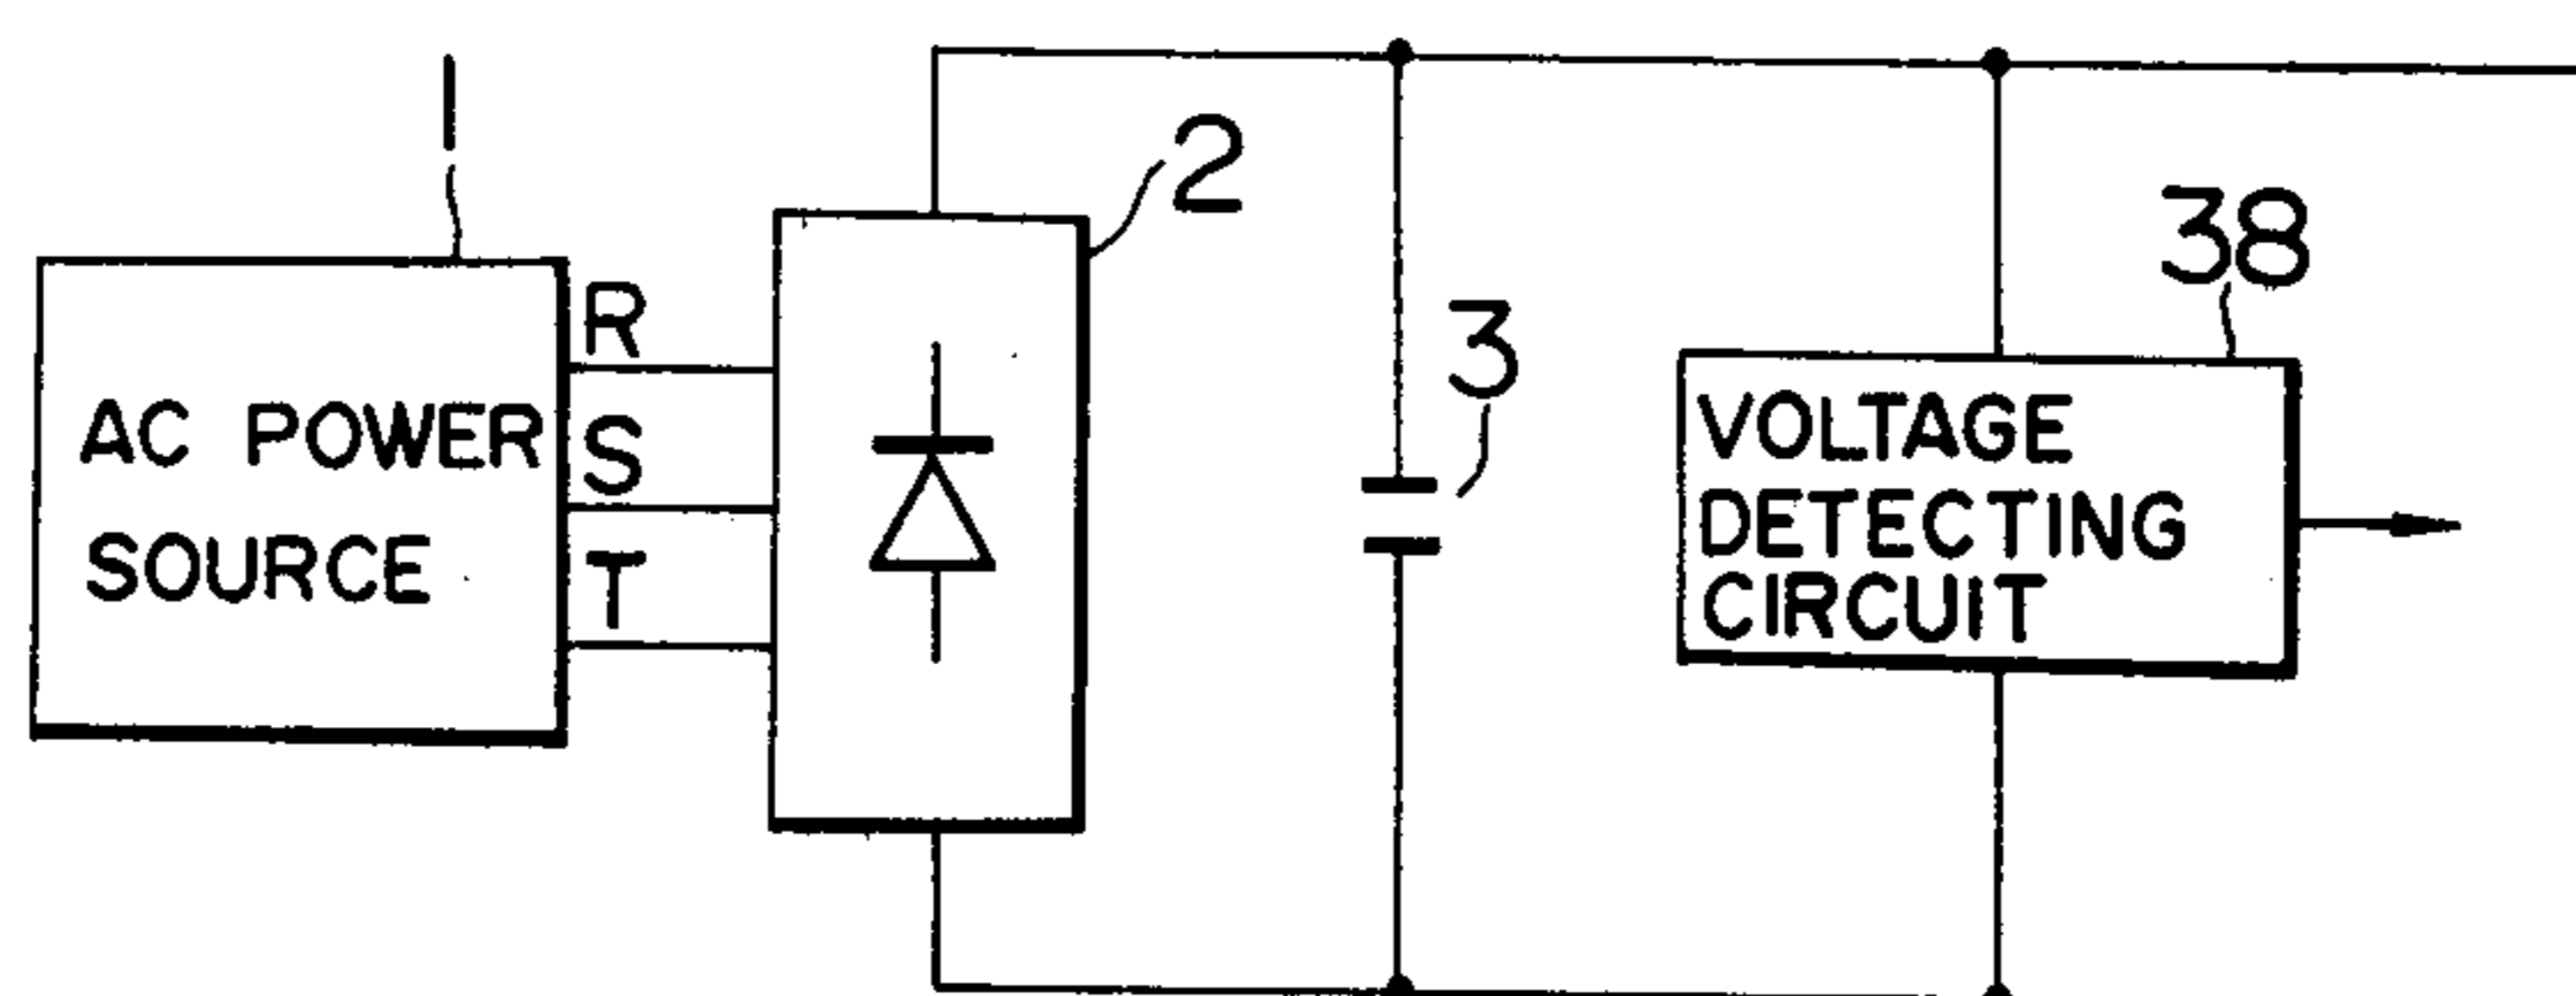 1
2
38
3
R
S
T
AC POWER
SOURCE
VOLTAGE
DETECTING
CIRCUIT